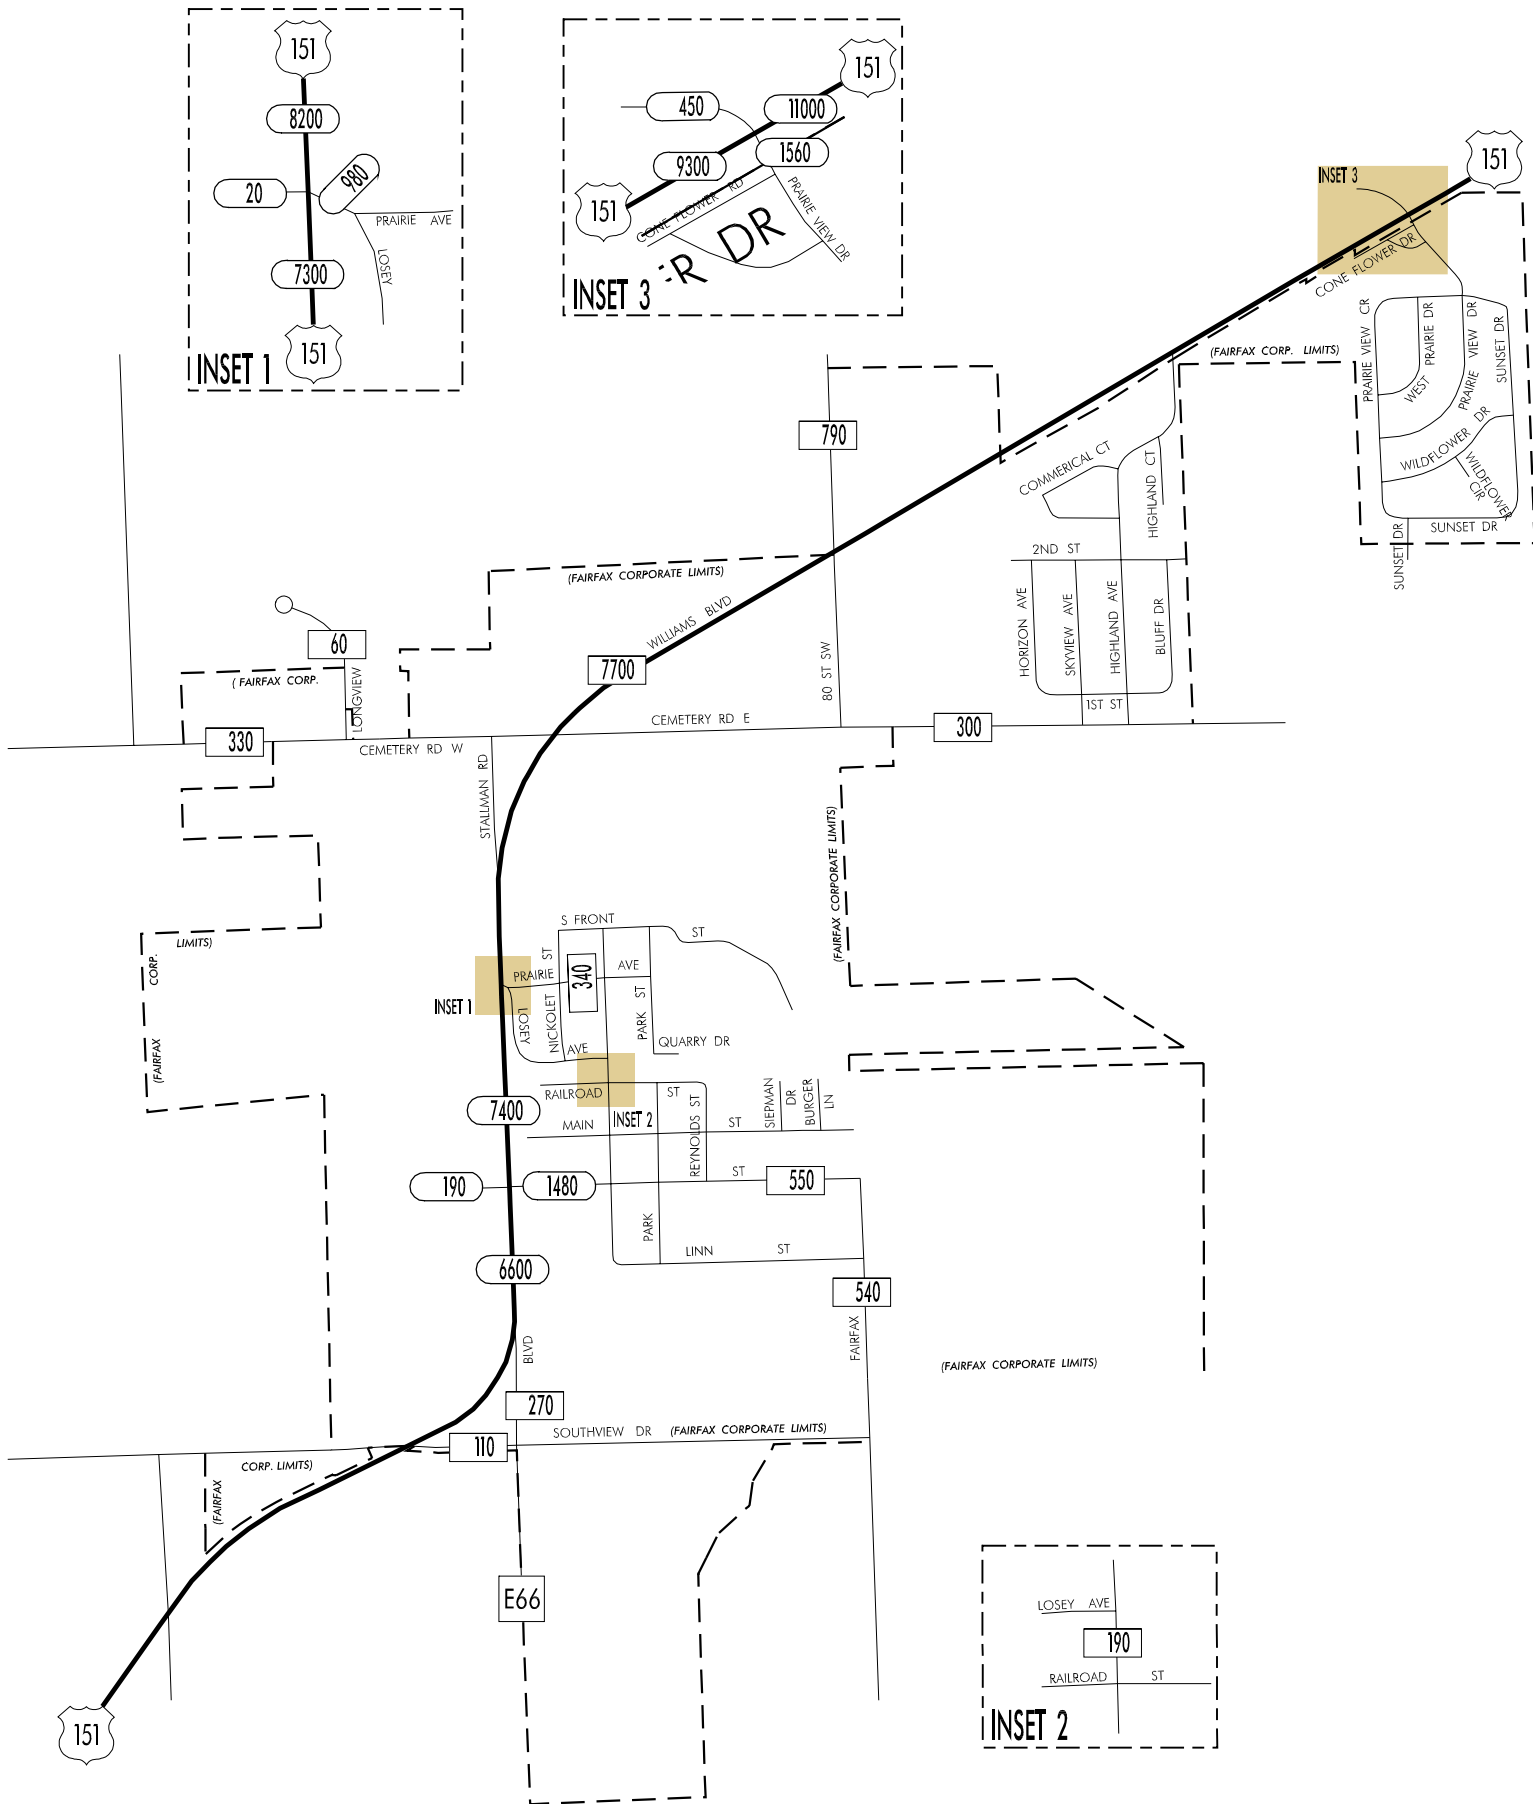 151
8200
20
980
PRAIRIE AVE
LOSEY
7300
151
INSET 1
151
450
11000
1560
9300
151
CONE FLOWER RD
PRAIRIE VIEW DR
ER DR
INSET 3
INSET 3
151
CONE FLOWER DR
(FAIRFAX CORP. LIMITS)
PRAIRIE VIEW CR
WEST PRAIRIE DR
PRAIRIE VIEW DR
SUNSET DR
WILDFLOWER DR
WILDFLOWER CIR
SUNSET DR
SUNSET DR
790
COMMERICAL CT
HIGHLAND CT
2ND ST
HORIZON AVE
SKYVIEW AVE
HIGHLAND AVE
BLUFF DR
1ST ST
(FAIRFAX CORPORATE LIMITS)
WILLIAMS BLVD
7700
80 ST SW
60
LONGVIEW
( FAIRFAX CORP.
330
CEMETERY RD W
CEMETERY RD E
300
STALLMAN RD
(FAIRFAX CORPORATE LIMITS)
LIMITS)
CORP.
(FAIRFAX
S FRONT ST
PRAIRIE AVE
NICKOLET ST
340
PARK ST
INSET 1
LOSEY AVE
QUARRY DR
RAILROAD ST
INSET 2
7400
MAIN ST
REYNOLDS ST
SIEPMAN DR
BURGER LN
190
1480
ST
550
PARK
LINN ST
6600
540
FAIRFAX
BLVD
(FAIRFAX CORPORATE LIMITS)
270
SOUTHVIEW DR
(FAIRFAX CORPORATE LIMITS)
110
CORP. LIMITS)
(FAIRFAX
E66
151
LOSEY AVE
190
RAILROAD ST
INSET 2